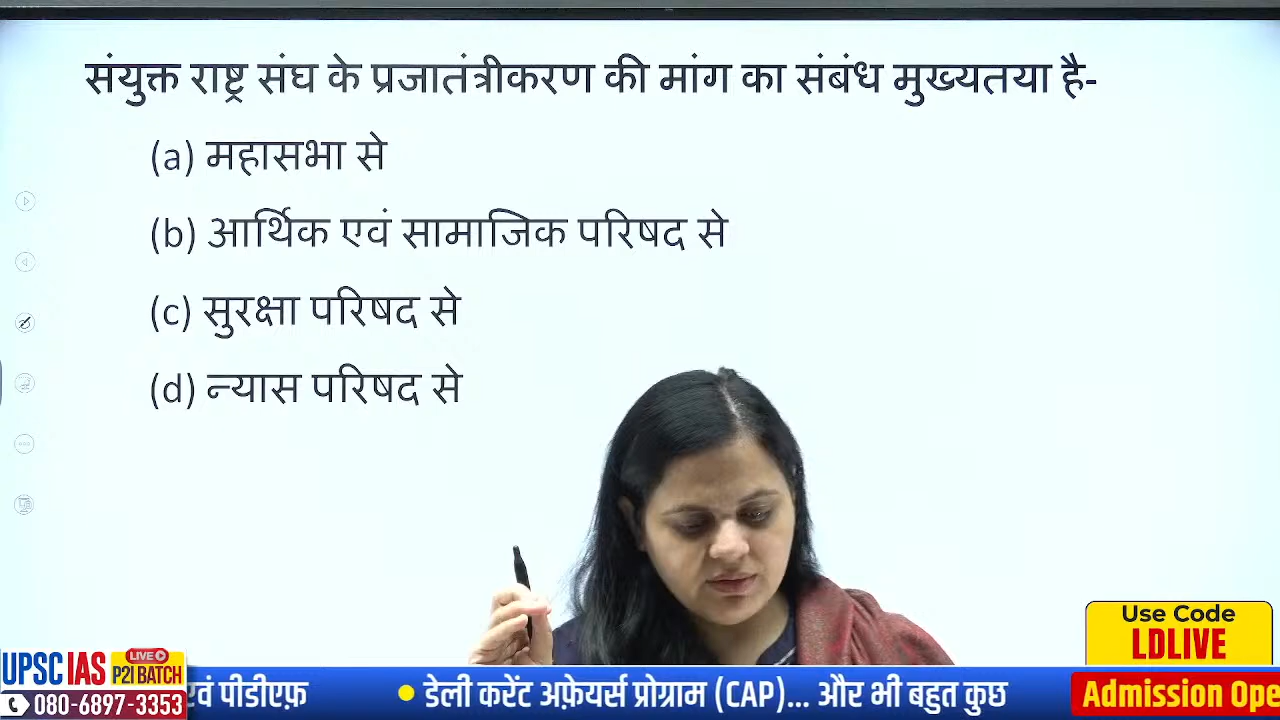 संयुक्त राष्ट्र संघ के प्रजातंत्रीकरण की मांग का संबंध मुख्यतया है-
(a) महासभा से
(b) आर्थिक एवं सामाजिक परिषद से
(c) सुरक्षा परिषद से
(d) न्यास परिषद से
Use Code
LDLIVE
UPSC IAS LIVE P2I BATCH
080-6897-3353
एवं पीडीएफ़ • डेली करेंट अफ़ेयर्स प्रोग्राम (CAP)... और भी बहुत कुछ
Admission Ope